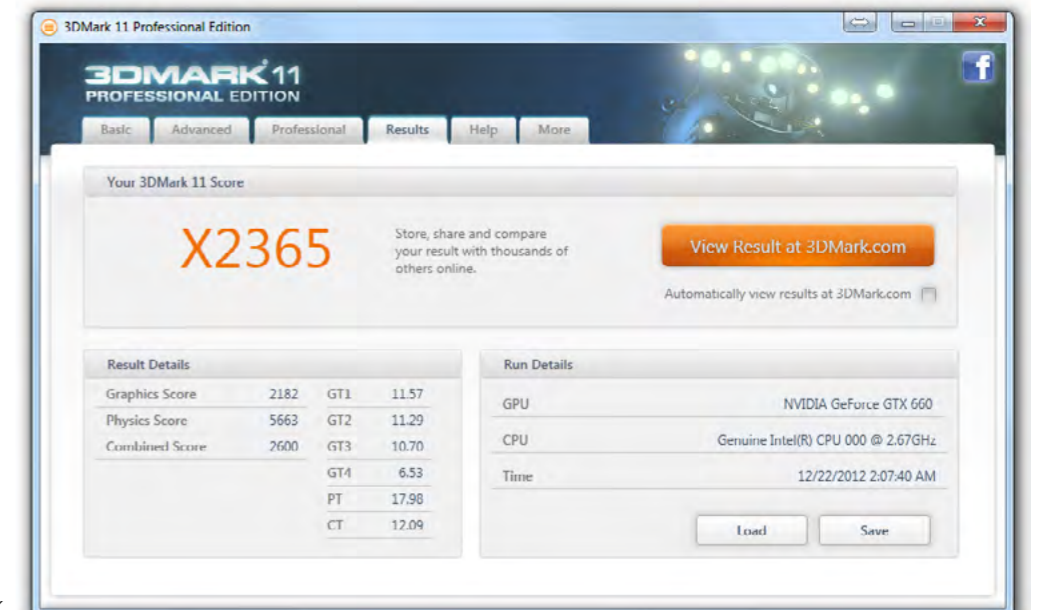 3DMark 11 Professional Edition
3DMARK 11
PROFESSIONAL EDITION
f
Basic Advanced Professional Results Help More
Your 3DMark 11 Score
X2365
Store, share and compare
your result with thousands of
others online.
View Result at 3DMark.com
Automatically view results at 3DMark.com
Result Details
Graphics Score 2182 GT1 11.57
Physics Score 5663 GT2 11.29
Combined Score 2600 GT3 10.70
GT4 6.53
PT 17.98
CT 12.09
Run Details
GPU NVIDIA GeForce GTX 660
CPU Genuine Intel(R) CPU 000 @ 2.67GHz
Time 12/22/2012 2:07:40 AM
Load Save